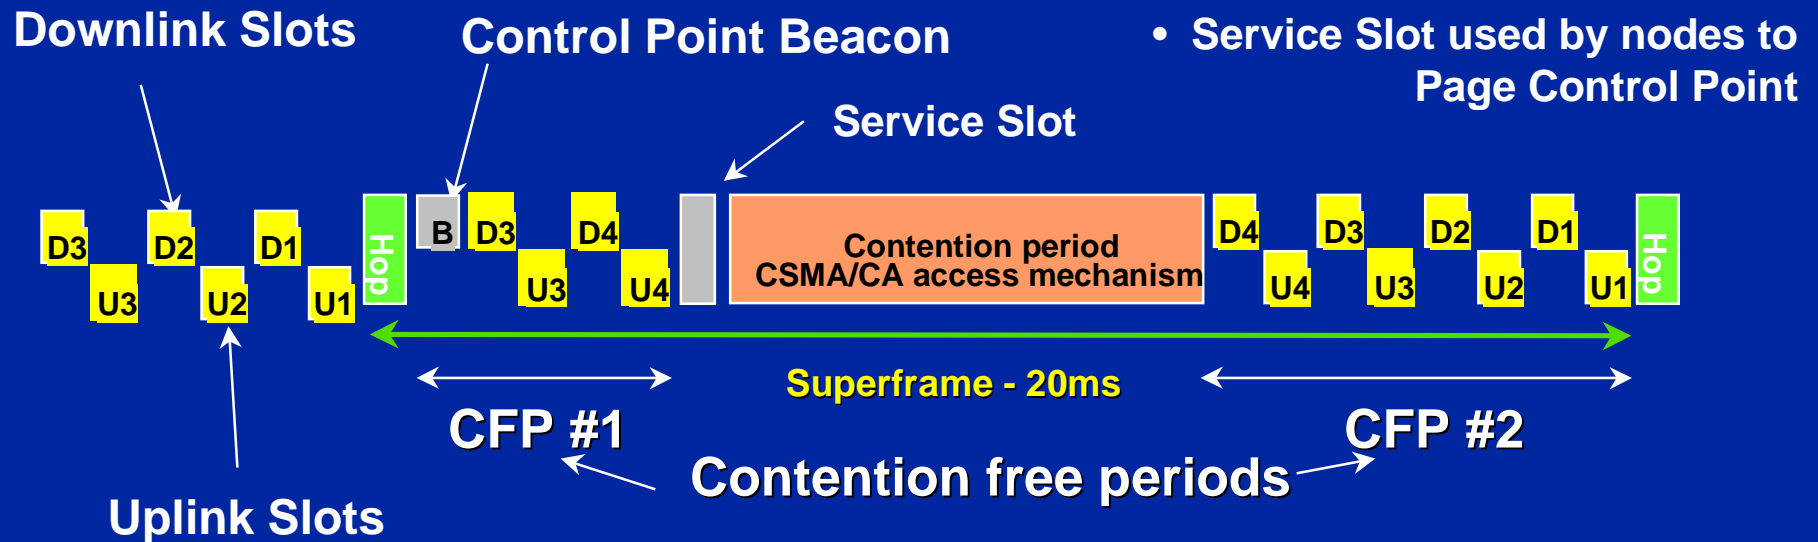 Downlink Slots
Control Point Beacon
• Service Slot used by nodes to
Page Control Point
Service Slot
D3 U3 D2 U2 D1 U1 Hop B D3 U3 D4 U4
Contention period
CSMA/CA access mechanism
D4 U4 D3 U3 D2 U2 D1 U1 Hop
Superframe - 20ms
CFP #1
CFP #2
Contention free periods
Uplink Slots